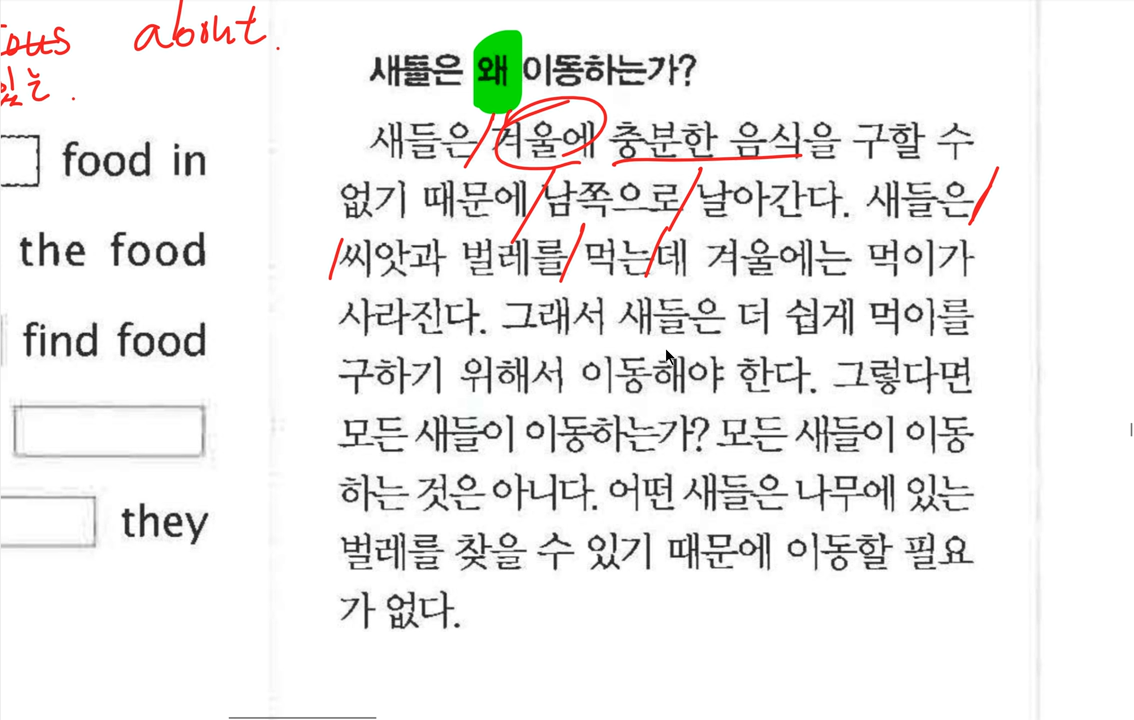 about.
있는.
food in
the food
find food
they
새들은 왜 이동하는가?
새들은 겨울에 충분한 음식을 구할 수
없기 때문에 남쪽으로 날아간다. 새들은
씨앗과 벌레를 먹는데 겨울에는 먹이가
사라진다. 그래서 새들은 더 쉽게 먹이를
구하기 위해서 이동해야 한다. 그렇다면
모든 새들이 이동하는가? 모든 새들이 이동
하는 것은 아니다. 어떤 새들은 나무에 있는
벌레를 찾을 수 있기 때문에 이동할 필요
가 없다.